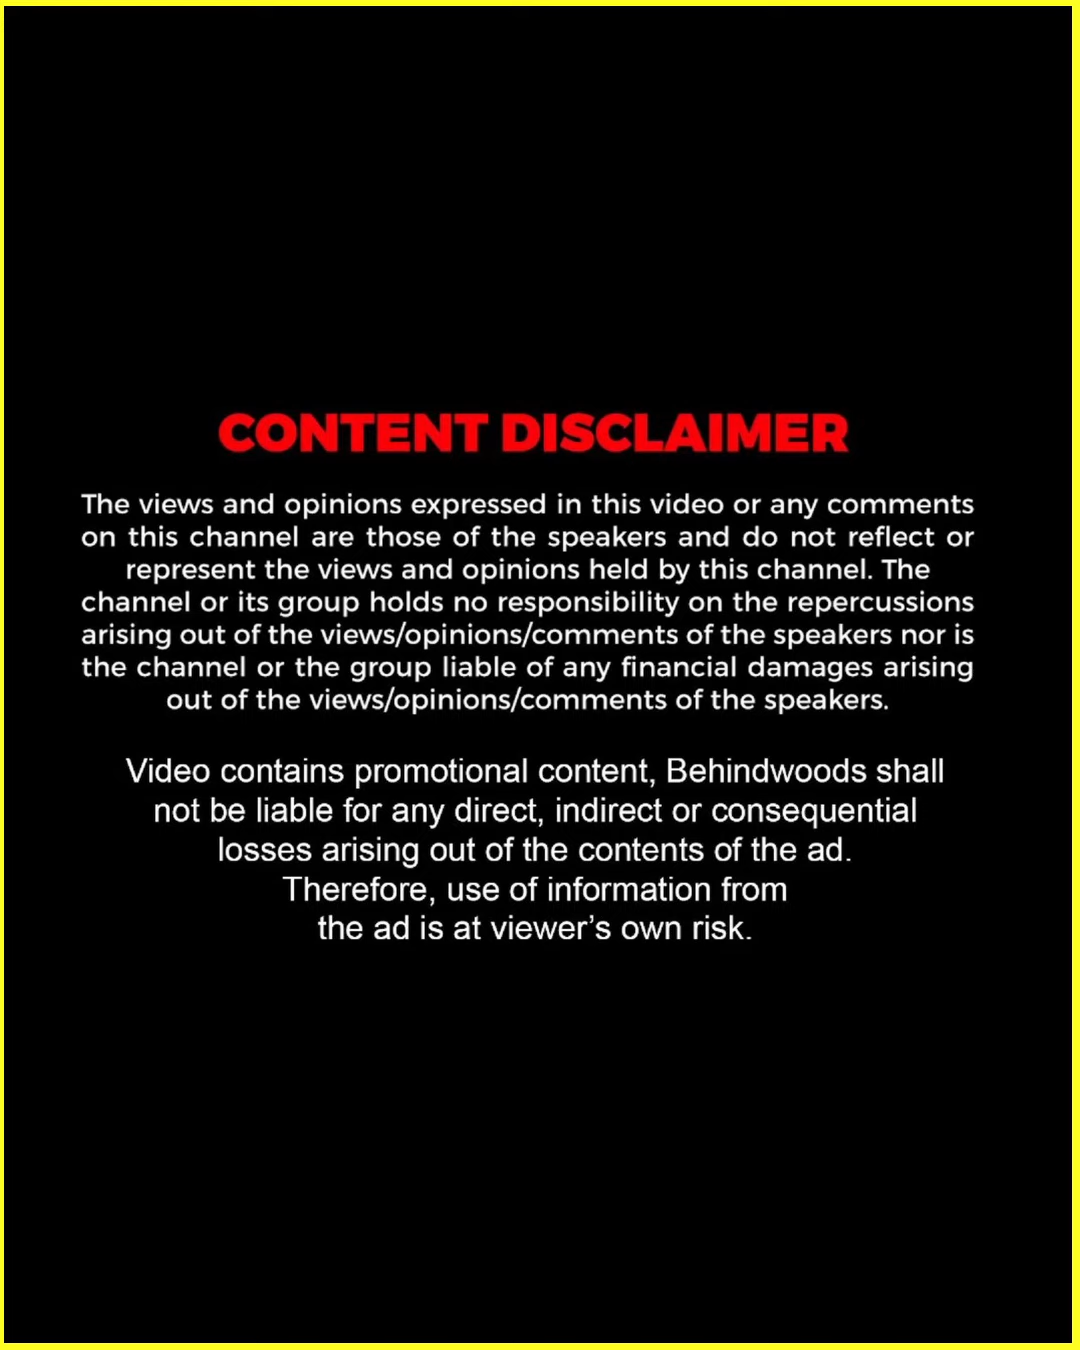 CONTENT DISCLAIMER
The views and opinions expressed in this video or any comments
on this channel are those of the speakers and do not reflect or
represent the views and opinions held by this channel. The
channel or its group holds no responsibility on the repercussions
arising out of the views/opinions/comments of the speakers nor is
the channel or the group liable of any financial damages arising
out of the views/opinions/comments of the speakers.
Video contains promotional content, Behindwoods shall
not be liable for any direct, indirect or consequential
losses arising out of the contents of the ad.
Therefore, use of information from
the ad is at viewer’s own risk.